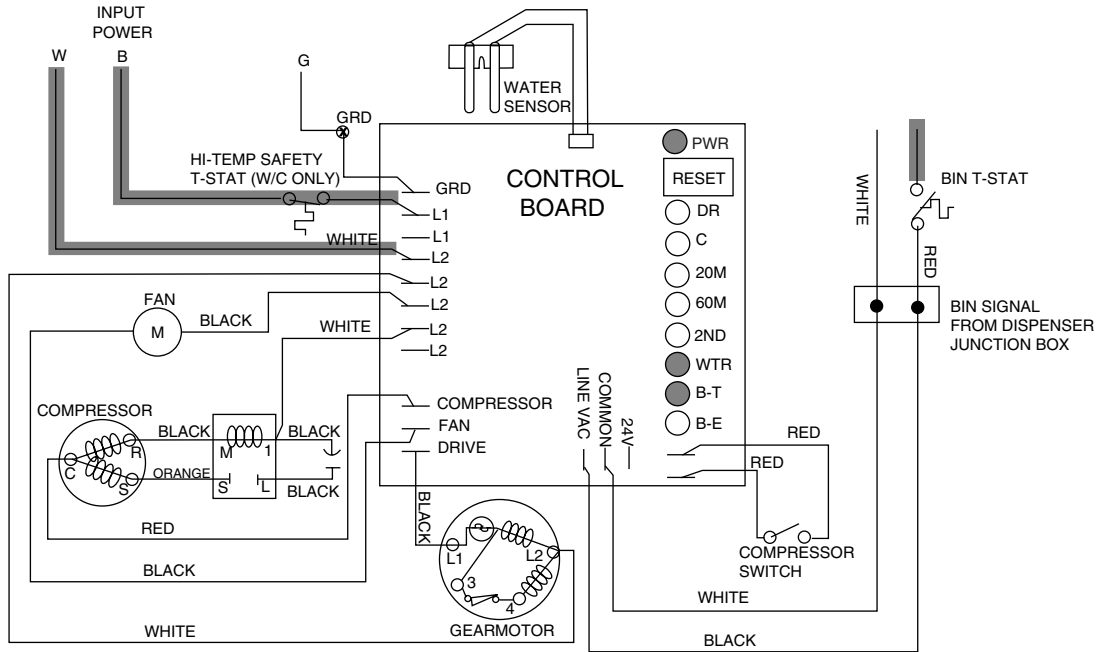 INPUT
POWER
W
B
G
GRD
WATER
SENSOR
HI-TEMP SAFETY
T-STAT (W/C ONLY)
CONTROL
BOARD
PWR
RESET
DR
C
20M
60M
2ND
WTR
B-T
B-E
GRD
L1
L1
WHITE
L2
L2
L2
L2
L2
FAN
M
BLACK
WHITE
COMPRESSOR
FAN
DRIVE
LINE VAC
COMMON
24V
WHITE
BIN T-STAT
RED
BIN SIGNAL
FROM DISPENSER
JUNCTION BOX
COMPRESSOR
C
R
S
BLACK
M
1
BLACK
ORANGE
S
L
BLACK
RED
BLACK
WHITE
BLACK
L1
L2
3
4
GEARMOTOR
RED
RED
COMPRESSOR
SWITCH
WHITE
BLACK